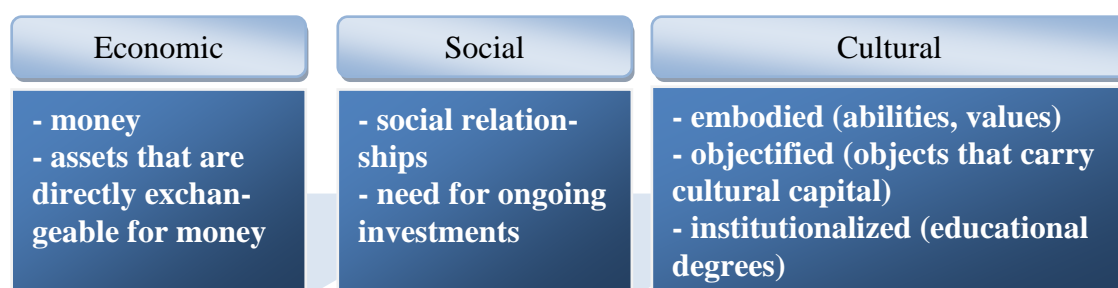 Economic
- money
- assets that are
directly exchan-
geable for money
Social
- social relation-
ships
- need for ongoing
investments
Cultural
- embodied (abilities, values)
- objectified (objects that carry
cultural capital)
- institutionalized (educational
degrees)